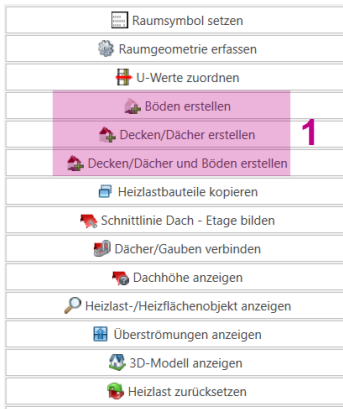 Raumsymbol setzen
Raumgeometrie erfassen
U-Werte zuordnen
Böden erstellen
Decken/Dächer erstellen
1
Decken/Dächer und Böden erstellen
Heizlastbauteile kopieren
Schnittlinie Dach - Etage bilden
Dächer/Gauben verbinden
Dachhöhe anzeigen
Heizlast-/Heizflächenobjekt anzeigen
Überströmungen anzeigen
3D-Modell anzeigen
Heizlast zurücksetzen